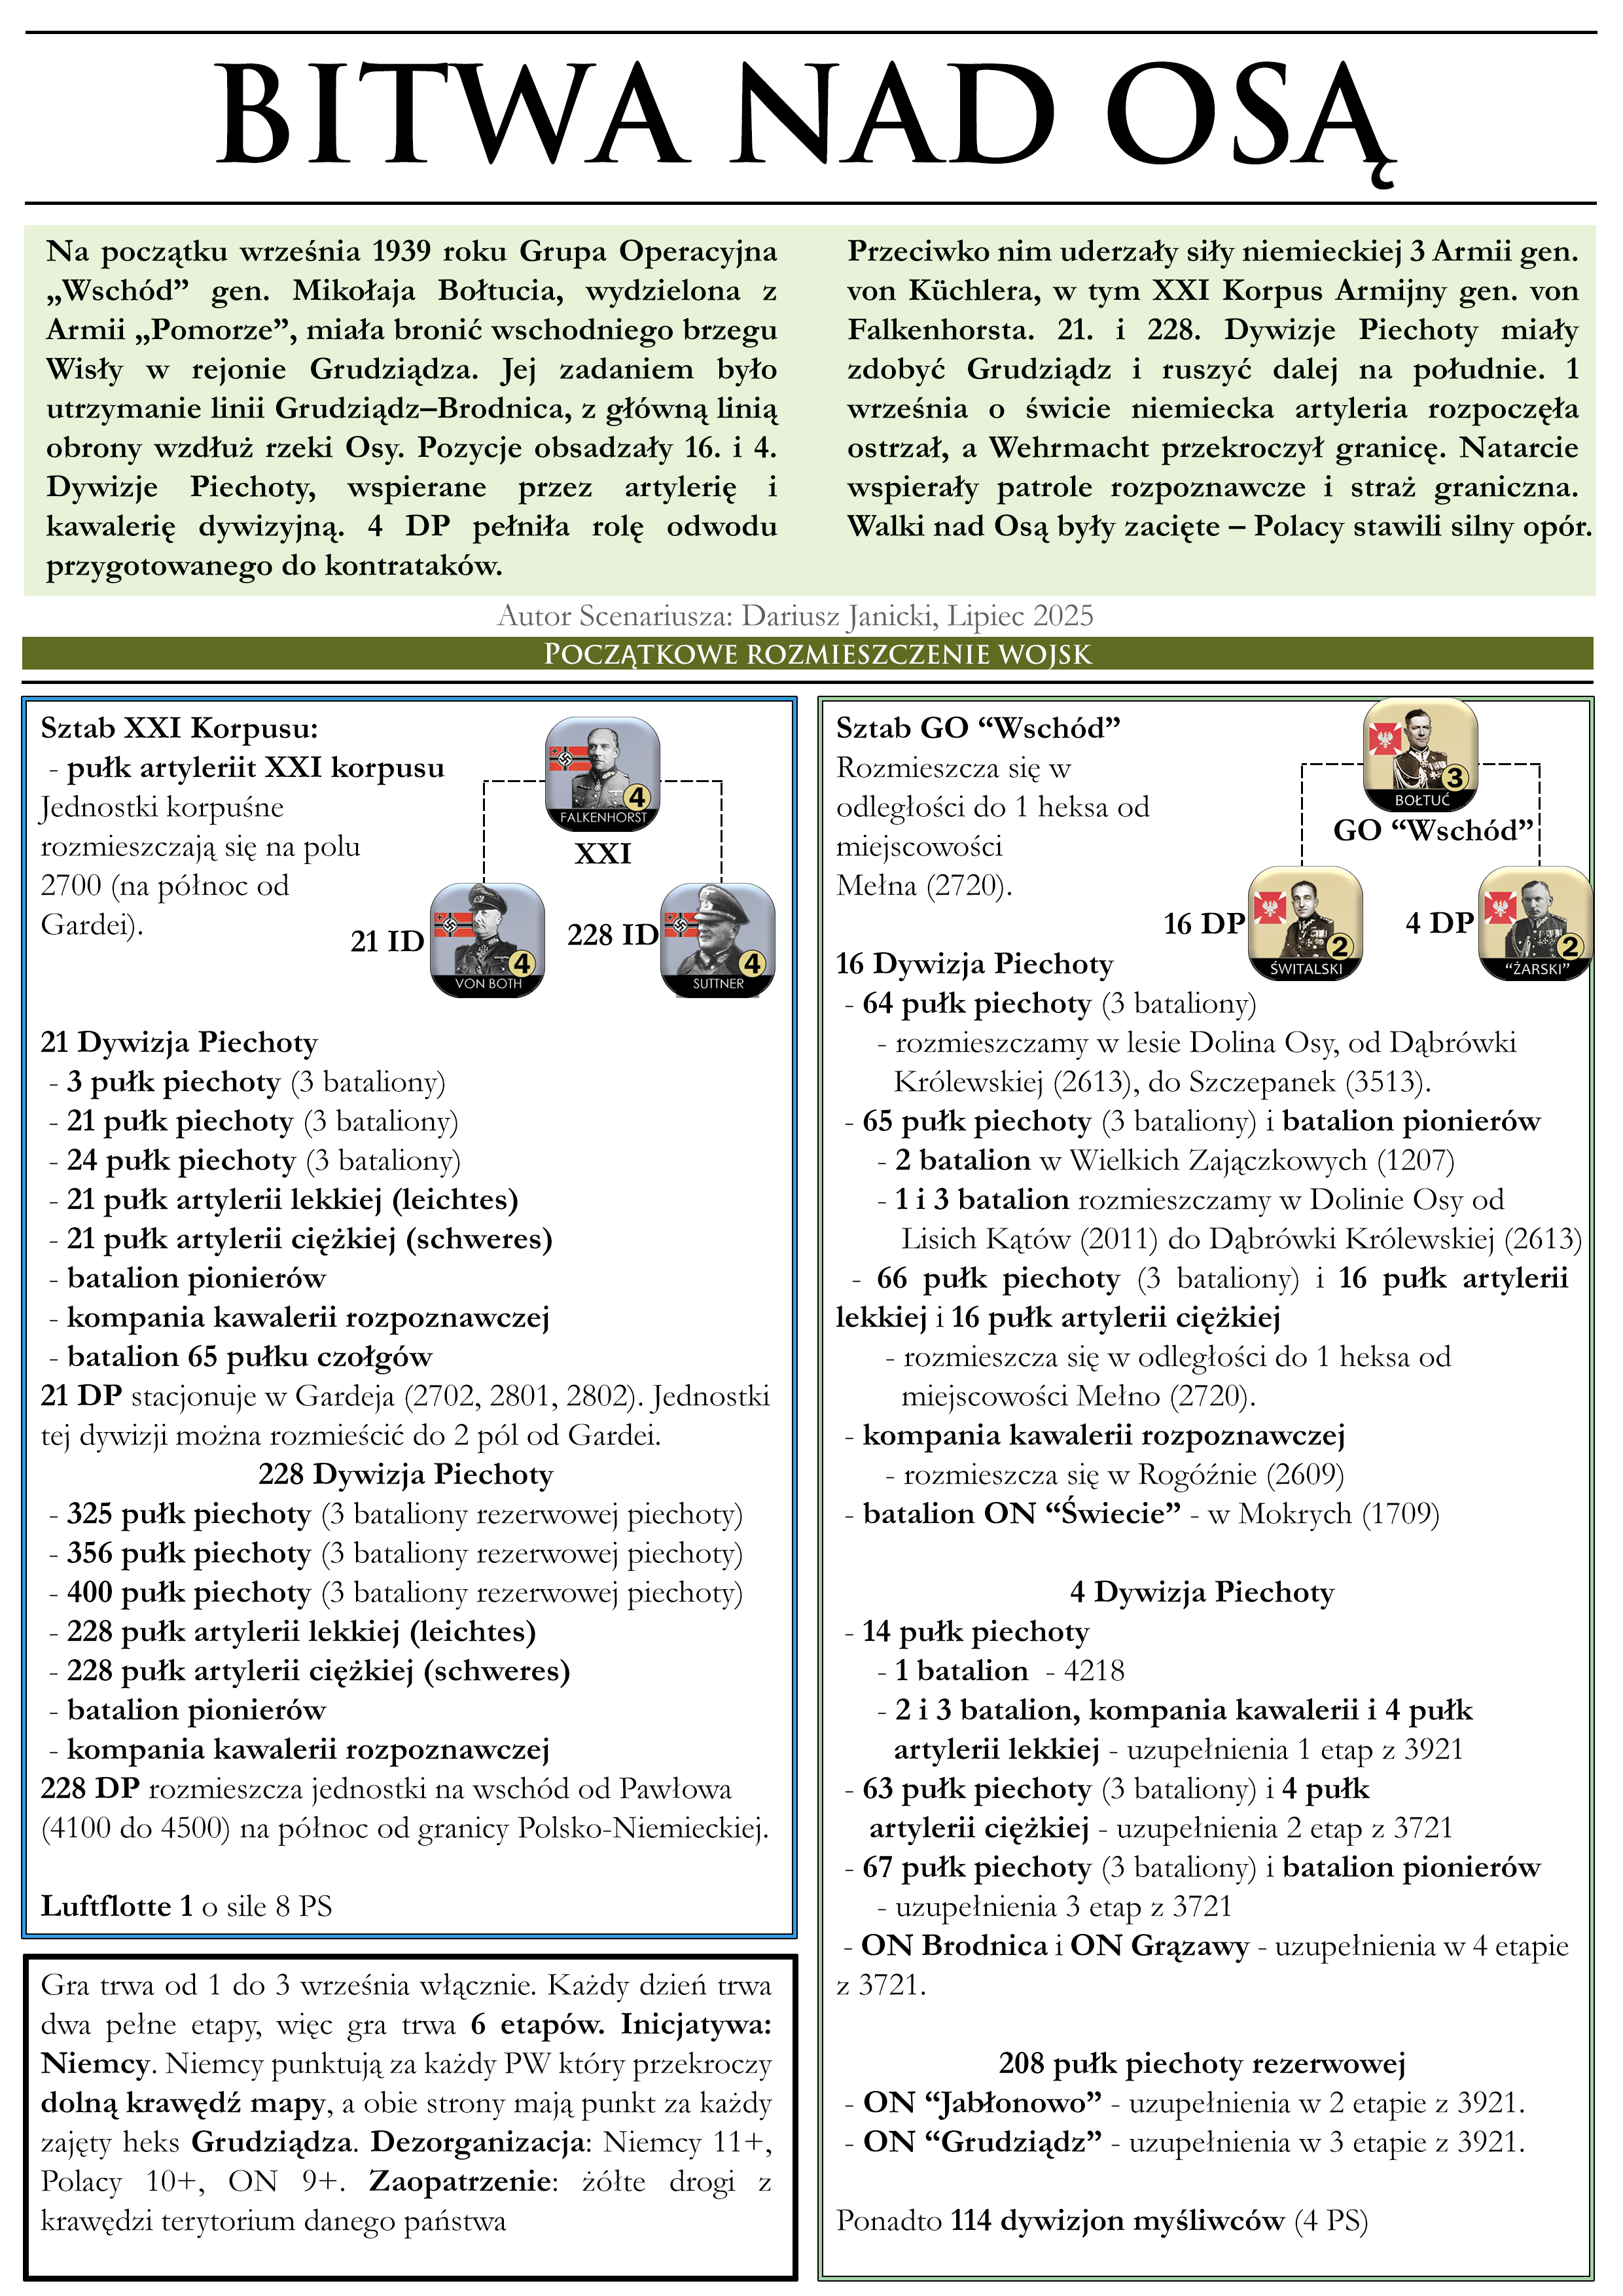 BITWA NAD OSĄ
Na początku września 1939 roku Grupa Operacyjna
„Wschód” gen. Mikołaja Bołtucia, wydzielona z
Armii „Pomorze”, miała bronić wschodniego brzegu
Wisły w rejonie Grudziądza. Jej zadaniem było
utrzymanie linii Grudziądz–Brodnica, z główną linią
obrony wzdłuż rzeki Osy. Pozycje obsadzały 16. i 4.
Dywizje Piechoty, wspierane przez artylerię i
kawalerię dywizyjną. 4 DP pełniła rolę odwodu
przygotowanego do kontrataków.
Przeciwko nim uderzały siły niemieckiej 3 Armii gen.
von Küchlera, w tym XXI Korpus Armijny gen. von
Falkenhorsta. 21. i 228. Dywizje Piechoty miały
zdobyć Grudziądz i ruszyć dalej na południe. 1
września o świcie niemiecka artyleria rozpoczęła
ostrzał, a Wehrmacht przekroczył granicę. Natarcie
wspierały patrole rozpoznawcze i straż graniczna.
Walki nad Osą były zacięte – Polacy stawili silny opór.
Autor Scenariusza: Dariusz Janicki, Lipiec 2025
POCZĄTKOWE ROZMIESZCZENIE WOJSK
Sztab XXI Korpusu:
- pułk artyleriit XXI korpusu
Jednostki korpuśne
rozmieszczają się na polu
2700 (na północ od
Gardei).
4
FALKENHORST
XXI
21 ID
4
VON BOTH
228 ID
4
SUTTNER
21 Dywizja Piechoty
- 3 pułk piechoty (3 bataliony)
- 21 pułk piechoty (3 bataliony)
- 24 pułk piechoty (3 bataliony)
- 21 pułk artylerii lekkiej (leichtes)
- 21 pułk artylerii ciężkiej (schweres)
- batalion pionierów
- kompania kawalerii rozpoznawczej
- batalion 65 pułku czołgów
21 DP stacjonuje w Gardeja (2702, 2801, 2802). Jednostki
tej dywizji można rozmieścić do 2 pól od Gardei.
228 Dywizja Piechoty
- 325 pułk piechoty (3 bataliony rezerwowej piechoty)
- 356 pułk piechoty (3 bataliony rezerwowej piechoty)
- 400 pułk piechoty (3 bataliony rezerwowej piechoty)
- 228 pułk artylerii lekkiej (leichtes)
- 228 pułk artylerii ciężkiej (schweres)
- batalion pionierów
- kompania kawalerii rozpoznawczej
228 DP rozmieszcza jednostki na wschód od Pawłowa
(4100 do 4500) na północ od granicy Polsko-Niemieckiej.
Luftflotte 1 o sile 8 PS
Gra trwa od 1 do 3 września włącznie. Każdy dzień trwa
dwa pełne etapy, więc gra trwa 6 etapów. Inicjatywa:
Niemcy. Niemcy punktują za każdy PW który przekroczy
dolną krawędź mapy, a obie strony mają punkt za każdy
zajęty heks Grudziądza. Dezorganizacja: Niemcy 11+,
Polacy 10+, ON 9+. Zaopatrzenie: żółte drogi z
krawędzi terytorium danego państwa
Sztab GO “Wschód”
Rozmieszcza się w
odległości do 1 heksa od
miejscowości
Mełna (2720).
3
BOŁTUĆ
GO “Wschód”
16 DP
2
ŚWITALSKI
4 DP
2
“ŻARSKI”
16 Dywizja Piechoty
- 64 pułk piechoty (3 bataliony)
- rozmieszczamy w lesie Dolina Osy, od Dąbrówki
Królewskiej (2613), do Szczepanek (3513).
- 65 pułk piechoty (3 bataliony) i batalion pionierów
- 2 batalion w Wielkich Zajączkowych (1207)
- 1 i 3 batalion rozmieszczamy w Dolinie Osy od
Lisich Kątów (2011) do Dąbrówki Królewskiej (2613)
- 66 pułk piechoty (3 bataliony) i 16 pułk artylerii
lekkiej i 16 pułk artylerii ciężkiej
- rozmieszcza się w odległości do 1 heksa od
miejscowości Mełno (2720).
- kompania kawalerii rozpoznawczej
- rozmieszcza się w Rogóźnie (2609)
- batalion ON “Świecie” - w Mokrych (1709)
4 Dywizja Piechoty
- 14 pułk piechoty
- 1 batalion - 4218
- 2 i 3 batalion, kompania kawalerii i 4 pułk
artylerii lekkiej - uzupełnienia 1 etap z 3921
- 63 pułk piechoty (3 bataliony) i 4 pułk
artylerii ciężkiej - uzupełnienia 2 etap z 3721
- 67 pułk piechoty (3 bataliony) i batalion pionierów
- uzupełnienia 3 etap z 3721
- ON Brodnica i ON Grązawy - uzupełnienia w 4 etapie
z 3721.
208 pułk piechoty rezerwowej
- ON “Jabłonowo” - uzupełnienia w 2 etapie z 3921.
- ON “Grudziądz” - uzupełnienia w 3 etapie z 3921.
Ponadto 114 dywizjon myśliwców (4 PS)